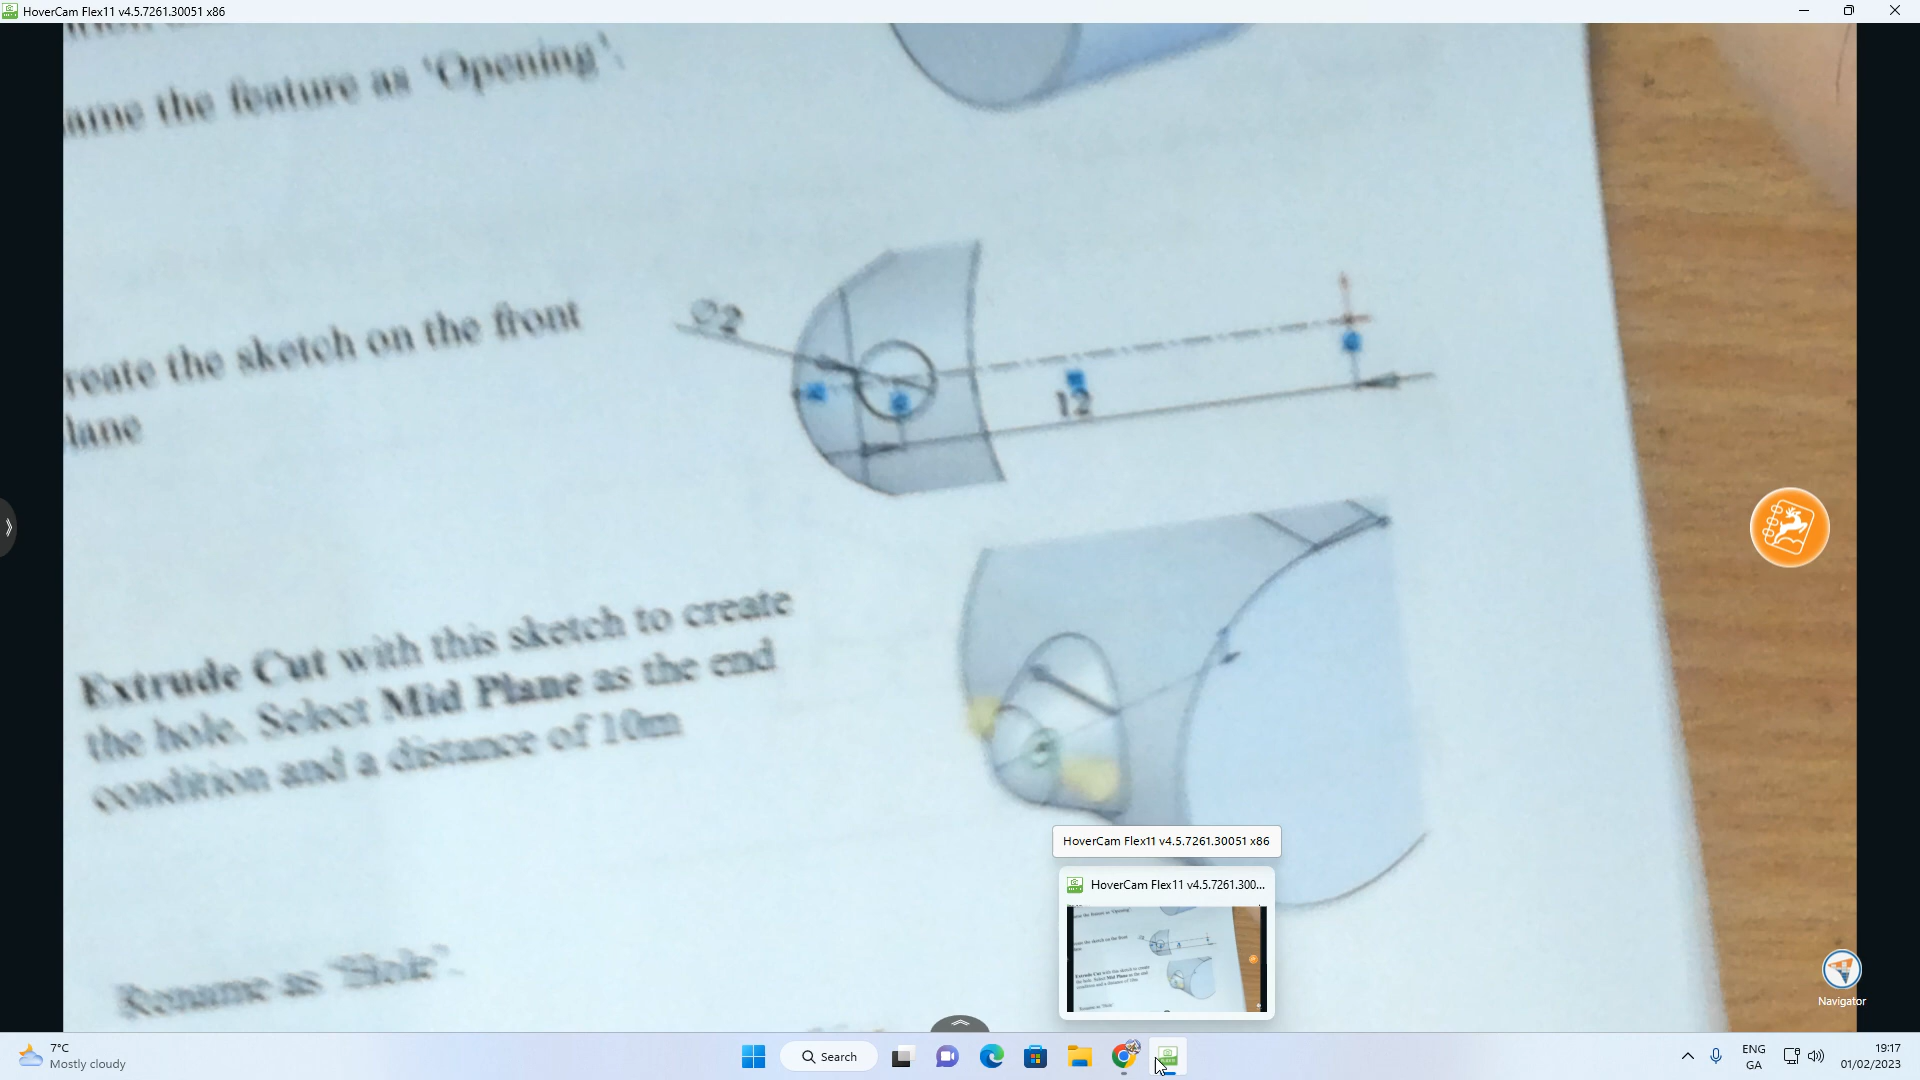 HoverCam Flex11 v4.5.7261.30051 x86
ame the feature as ‘Opening’.
∅2
12
reate the sketch on the front
lane
Extrude Cut with this sketch to create
the hole. Select Mid Plane as the end
condition and a distance of 10m
HoverCam Flex11 v4.5.7261.30051 x86
HoverCam Flex11 v4.5.7261.300...
Rename as "Slole".
Navigator
7°C
Mostly cloudy
Search
ENG
GA
19:17
01/02/2023